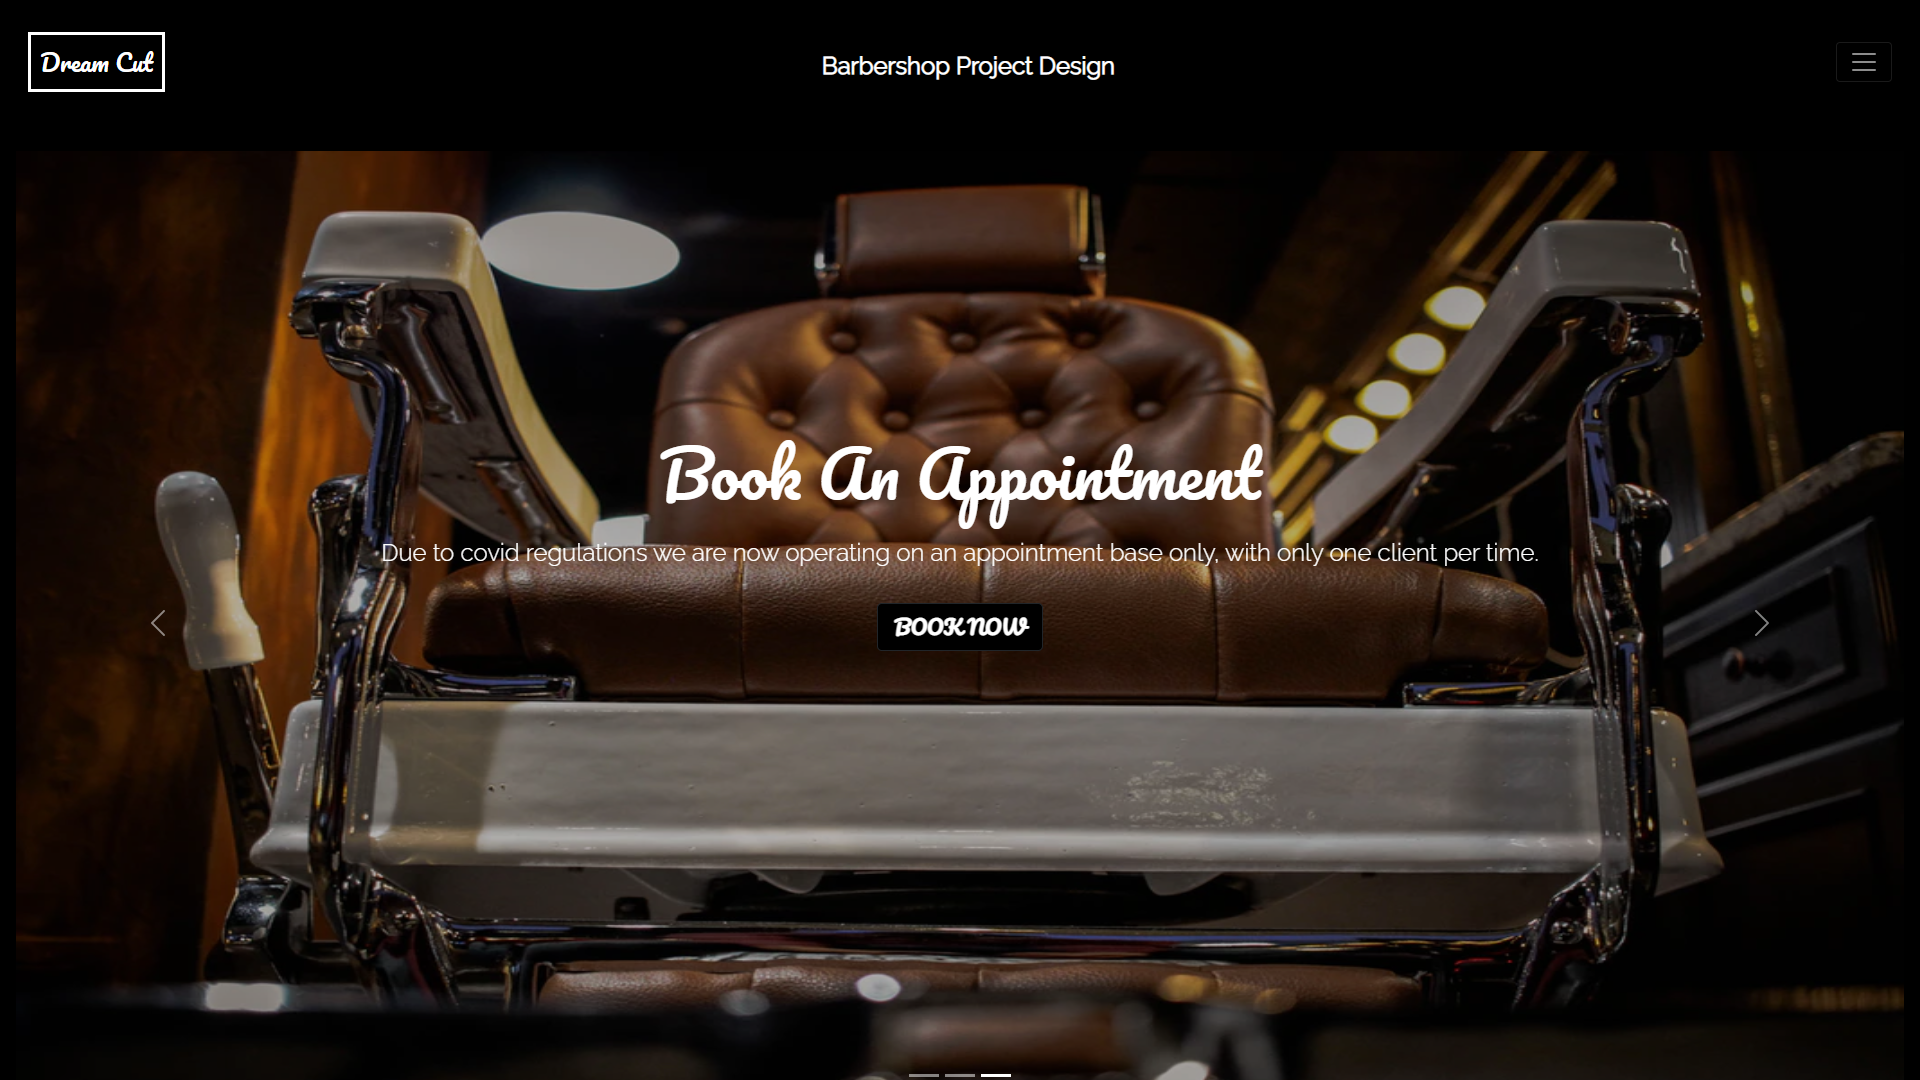 Dream Cut
Barbershop Project Design
Book An Appointment
Due to covid regulations we are now operating on an appointment base only, with only one client per time.
BOOK NOW